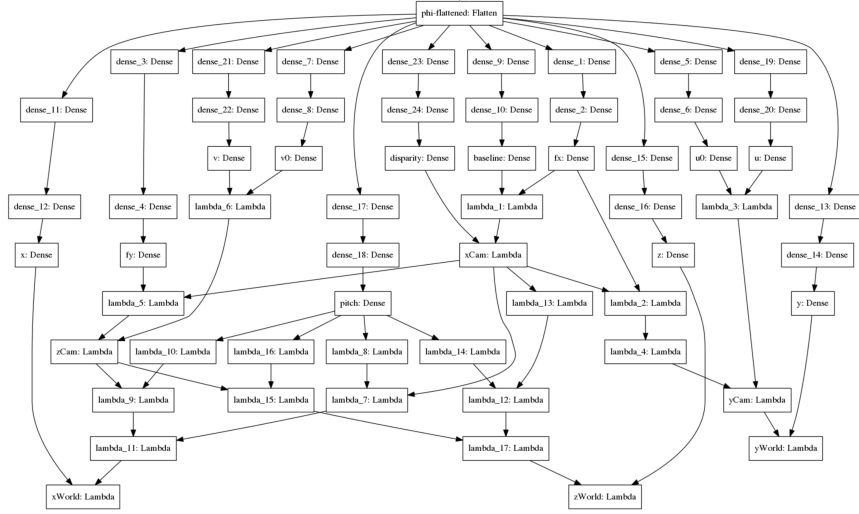 phi-flattened: Flatten
dense_3: Dense
dense_21: Dense
dense_7: Dense
dense_23: Dense
dense_9: Dense
dense_1: Dense
dense_5: Dense
dense_19: Dense
dense_11: Dense
dense_22: Dense
dense_8: Dense
dense_24: Dense
dense_10: Dense
dense_2: Dense
dense_6: Dense
dense_20: Dense
v: Dense
v0: Dense
disparity: Dense
baseline: Dense
fx: Dense
dense_15: Dense
u0: Dense
u: Dense
dense_12: Dense
dense_4: Dense
lambda_6: Lambda
dense_17: Dense
lambda_1: Lambda
dense_16: Dense
lambda_3: Lambda
dense_13: Dense
x: Dense
fy: Dense
dense_18: Dense
xCam: Lambda
z: Dense
dense_14: Dense
lambda_5: Lambda
pitch: Dense
lambda_13: Lambda
lambda_2: Lambda
y: Dense
zCam: Lambda
lambda_10: Lambda
lambda_16: Lambda
lambda_8: Lambda
lambda_14: Lambda
lambda_4: Lambda
lambda_9: Lambda
lambda_15: Lambda
lambda_7: Lambda
lambda_12: Lambda
yCam: Lambda
lambda_11: Lambda
lambda_17: Lambda
yWorld: Lambda
xWorld: Lambda
zWorld: Lambda